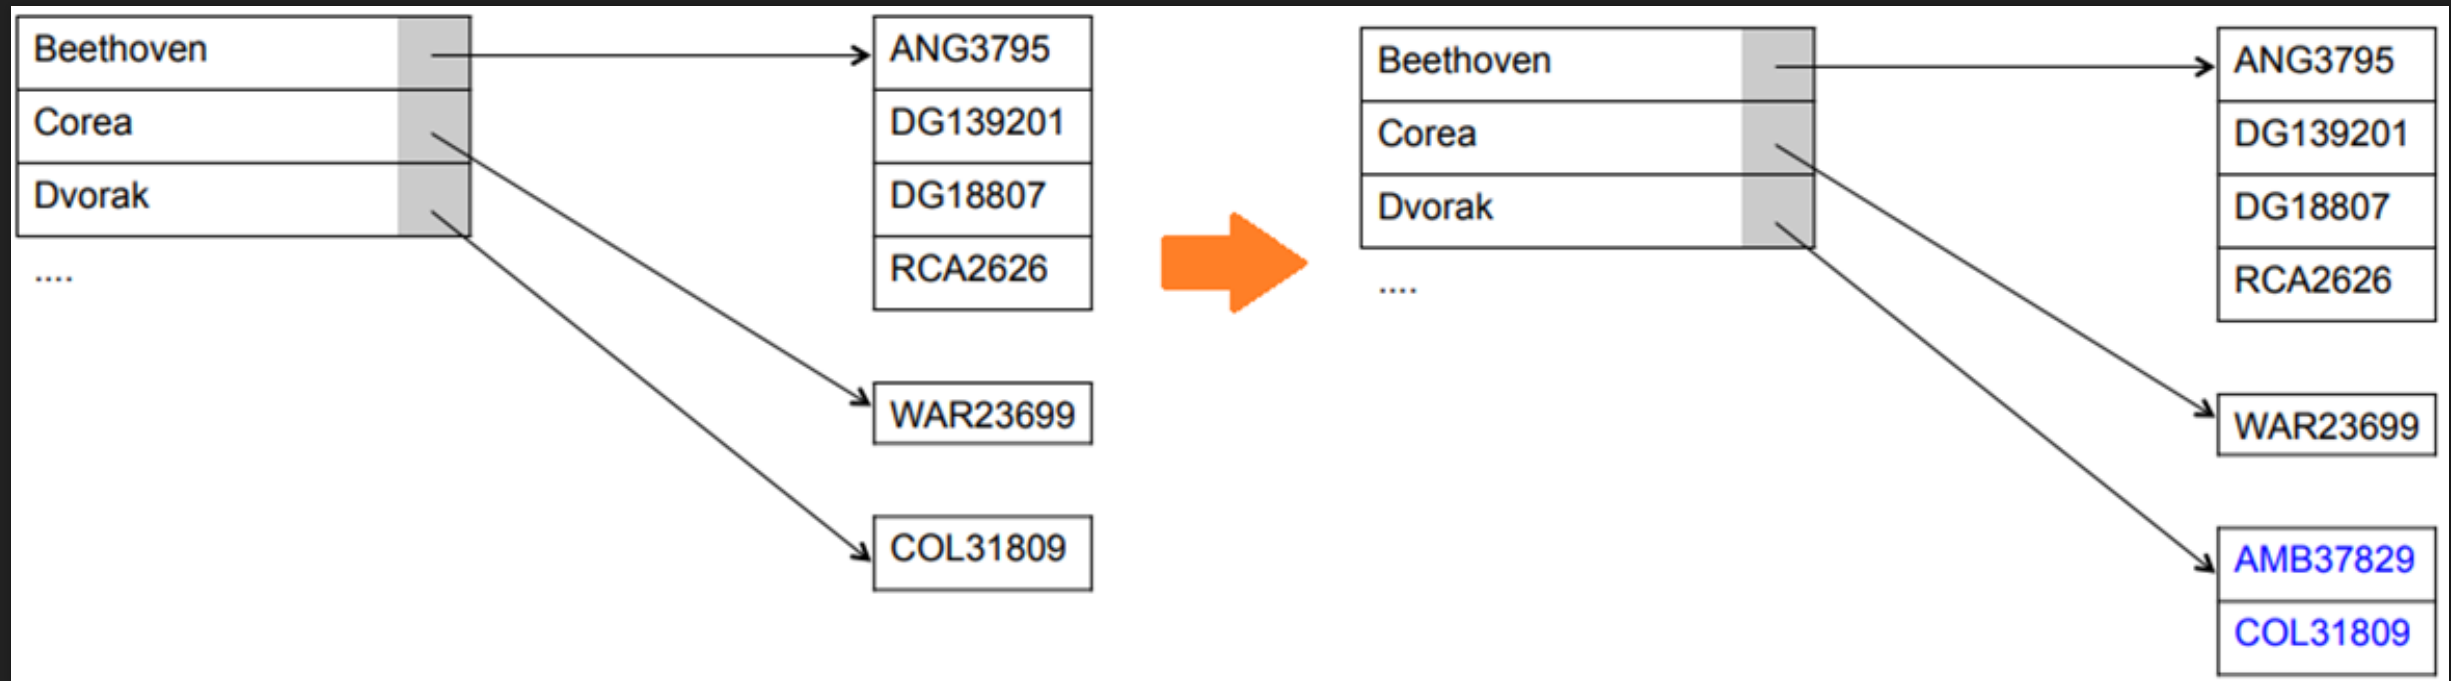 Beethoven
Corea
Dvorak
....
ANG3795
DG139201
DG18807
RCA2626
WAR23699
COL31809
Beethoven
Corea
Dvorak
....
ANG3795
DG139201
DG18807
RCA2626
WAR23699
AMB37829
COL31809